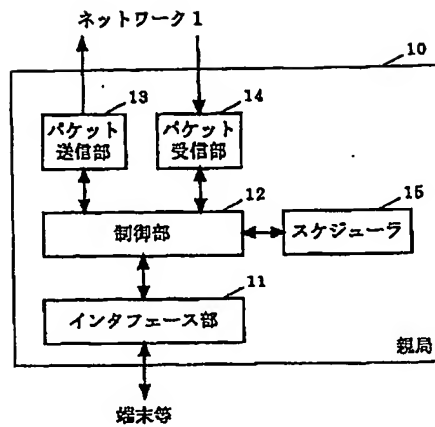 ネットワーク1
10
13
14
パケット
送信部
パケット
受信部
12
15
制御部
スケジューラ
11
インタフェース部
親局
端末等